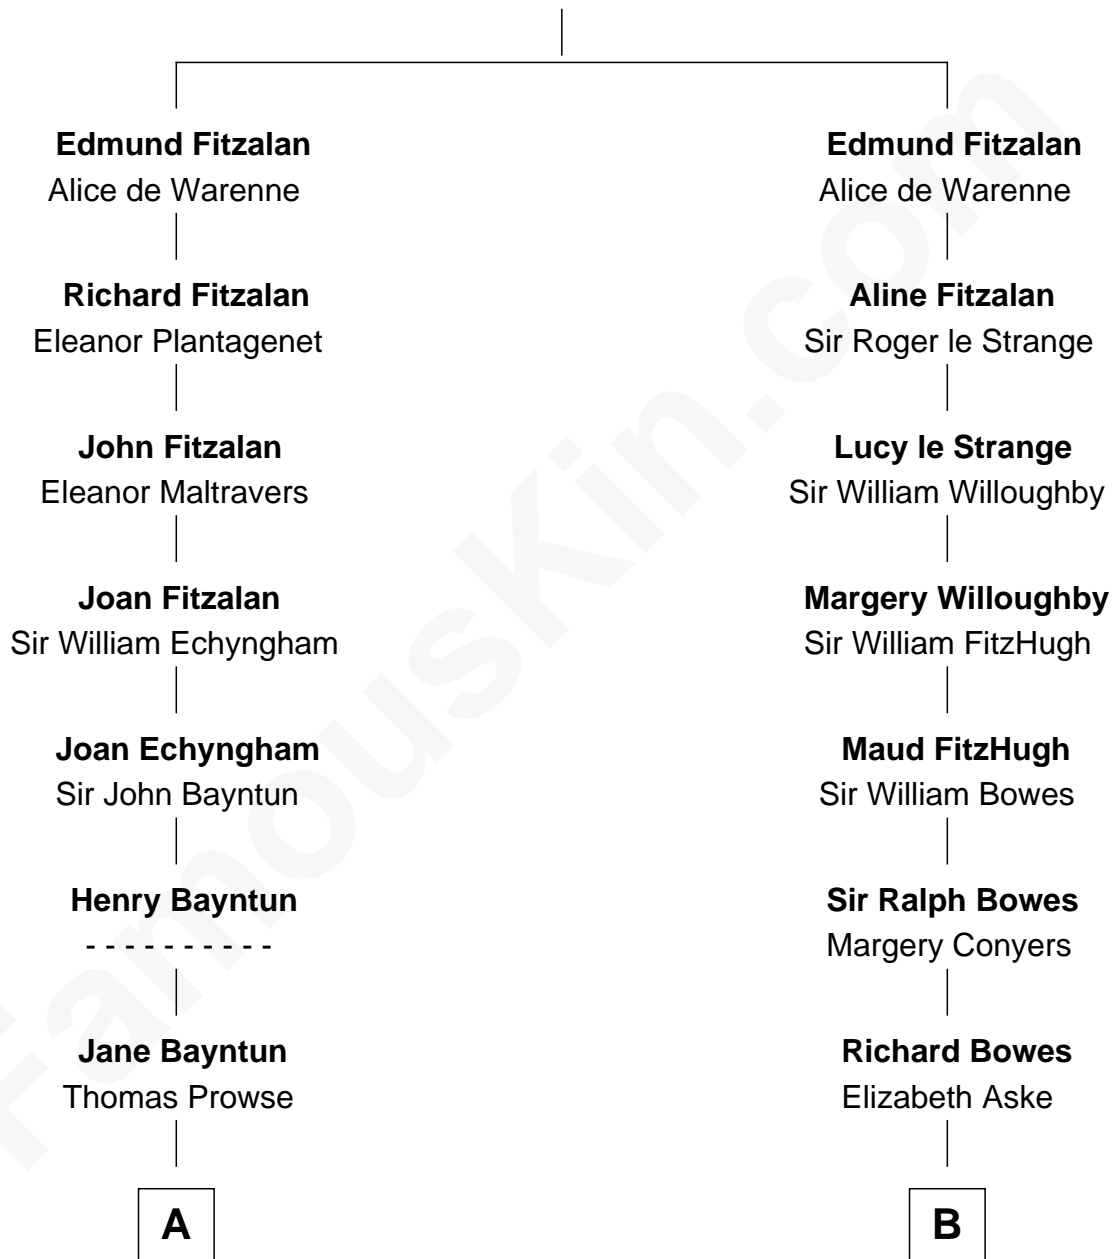 Edmund Fitzalan
Alice de Warenne
Richard Fitzalan
Eleanor Plantagenet
John Fitzalan
Eleanor Maltravers
Joan Fitzalan
Sir William Echyngham
Joan Echyngham
Sir John Bayntun
Henry Bayntun
- - - - - - - - - -
Jane Bayntun
Thomas Prowse
A
Edmund Fitzalan
Alice de Warenne
Aline Fitzalan
Sir Roger le Strange
Lucy le Strange
Sir William Willoughby
Margery Willoughby
Sir William FitzHugh
Maud FitzHugh
Sir William Bowes
Sir Ralph Bowes
Margery Conyers
Richard Bowes
Elizabeth Aske
B
FamousKin.com